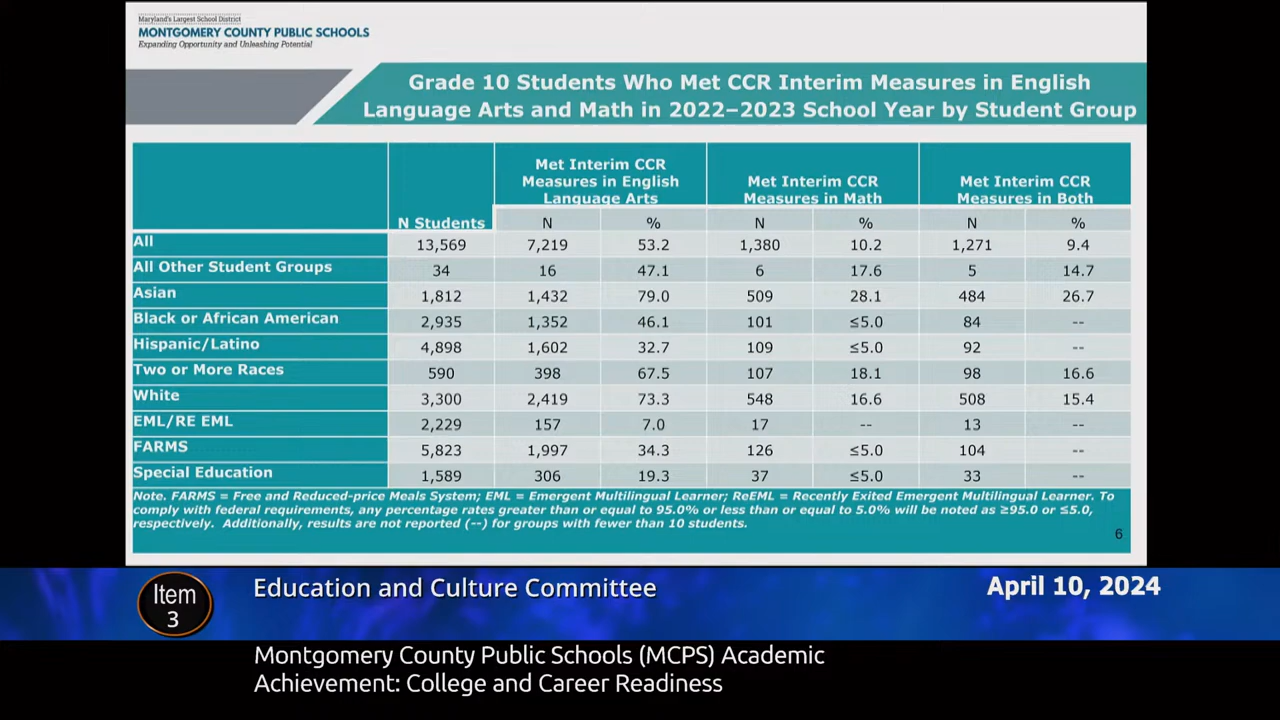 Maryland's Largest School District
MONTGOMERY COUNTY PUBLIC SCHOOLS
Expanding Opportunity and Unleashing Potential
Grade 10 Students Who Met CCR Interim Measures in English
Language Arts and Math in 2022–2023 School Year by Student Group
N Students
Met Interim CCR
Measures in English
Language Arts
Met Interim CCR
Measures in Math
Met Interim CCR
Measures in Both
N % N % N %
All 13,569 7,219 53.2 1,380 10.2 1,271 9.4
All Other Student Groups 34 16 47.1 6 17.6 5 14.7
Asian 1,812 1,432 79.0 509 28.1 484 26.7
Black or African American 2,935 1,352 46.1 101 ≤5.0 84 --
Hispanic/Latino 4,898 1,602 32.7 109 ≤5.0 92 --
Two or More Races 590 398 67.5 107 18.1 98 16.6
White 3,300 2,419 73.3 548 16.6 508 15.4
EML/RE EML 2,229 157 7.0 17 -- 13 --
FARMS 5,823 1,997 34.3 126 ≤5.0 104 --
Special Education 1,589 306 19.3 37 ≤5.0 33 --
Note. FARMS = Free and Reduced-price Meals System; EML = Emergent Multilingual Learner; ReEML = Recently Exited Emergent Multilingual Learner. To
comply with federal requirements, any percentage rates greater than or equal to 95.0% or less than or equal to 5.0% will be noted as ≥95.0 or ≤5.0,
respectively. Additionally, results are not reported (--) for groups with fewer than 10 students.
6
Item
3
Education and Culture Committee
April 10, 2024
Montgomery County Public Schools (MCPS) Academic
Achievement: College and Career Readiness